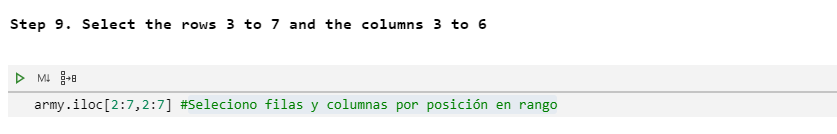 Step 9. Select the rows 3 to 7 and the columns 3 to 6
M↓
army.iloc[2:7,2:7] #Seleciono filas y columnas por posición en rango